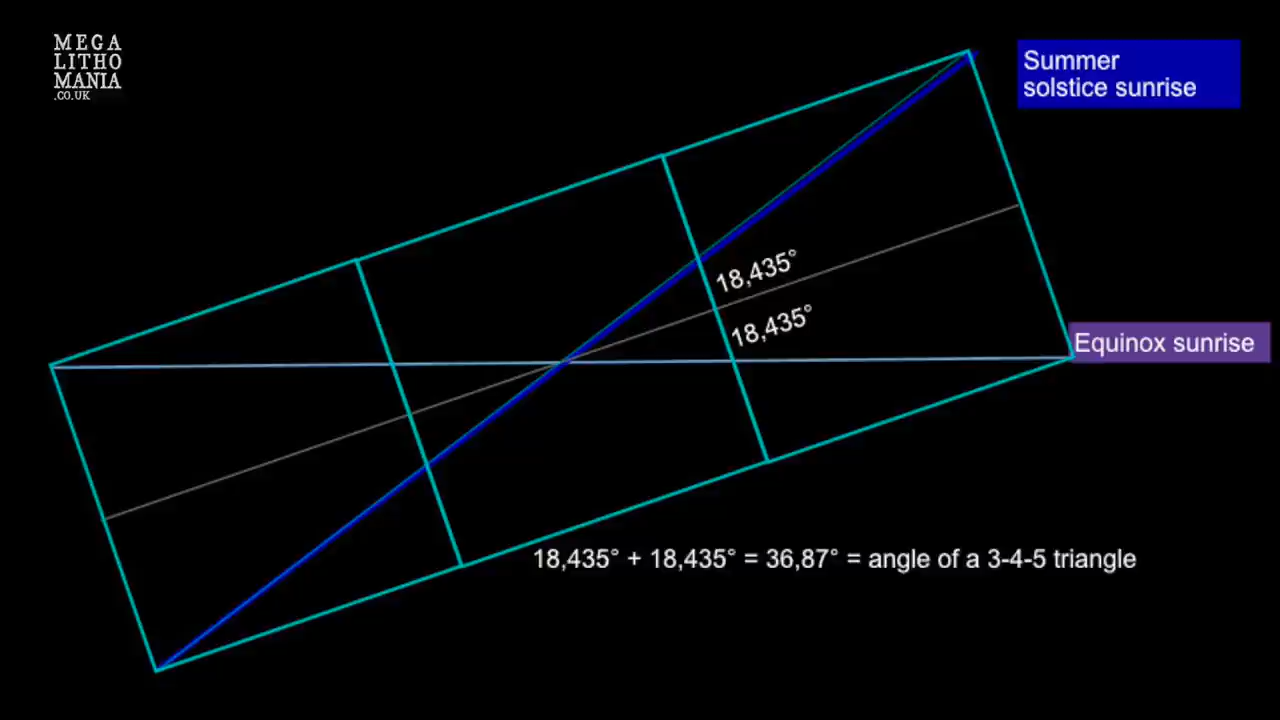 MEGA
LITHO
MANIA
.CO.UK
Summer
solstice sunrise
18,435°
18,435°
Equinox sunrise
18,435° + 18,435° = 36,87° = angle of a 3-4-5 triangle